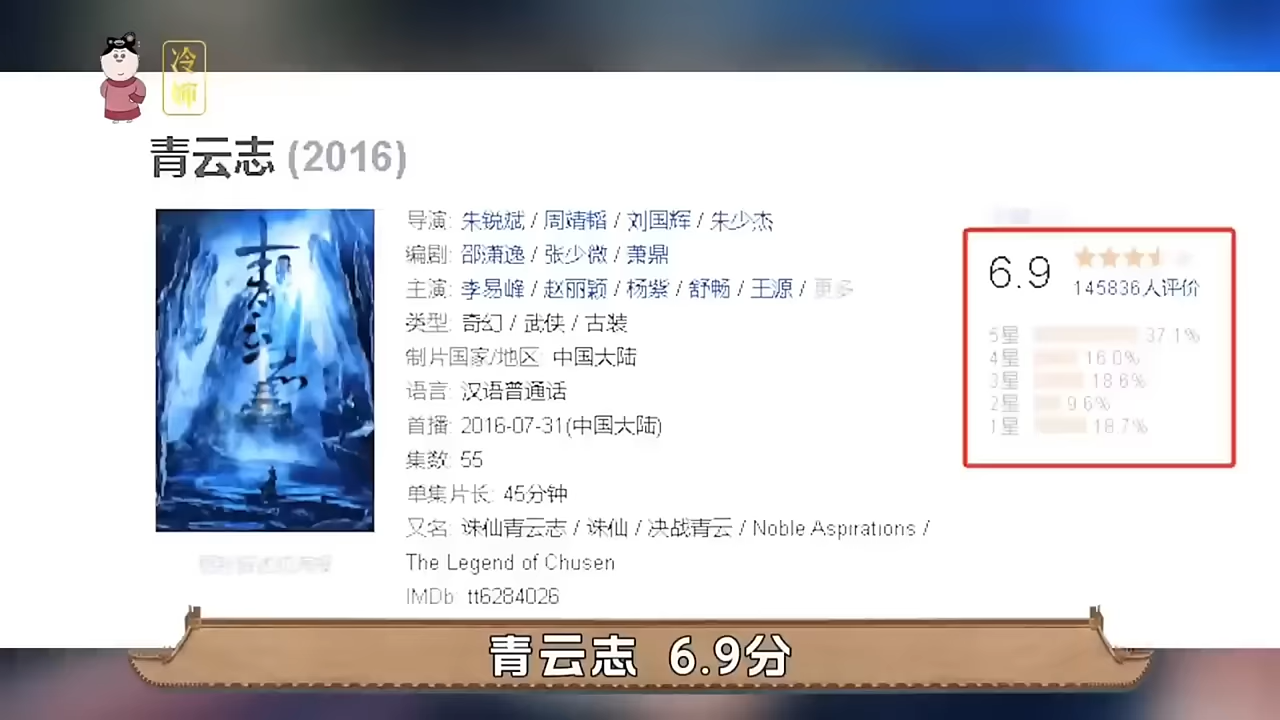 冷
师
青云志 (2016)
青云志
导演: 朱锐斌 / 周靖韬 / 刘国辉 / 朱少杰
编剧: 邵潇逸 / 张少微 / 萧鼎
主演: 李易峰 / 赵丽颖 / 杨紫 / 舒畅 / 王源 / 更多
类型: 奇幻 / 武侠 / 古装
制片国家/地区: 中国大陆
语言: 汉语普通话
首播: 2016-07-31(中国大陆)
集数: 55
单集片长: 45分钟
又名: 诛仙青云志 / 诛仙 / 决战青云 / Noble Aspirations /
The Legend of Chusen
IMDb: tt6284026
6.9
145836人评价
5星 37.1%
4星 16.0%
3星 18.6%
2星 9.6%
1星 18.7%
青云志 6.9分